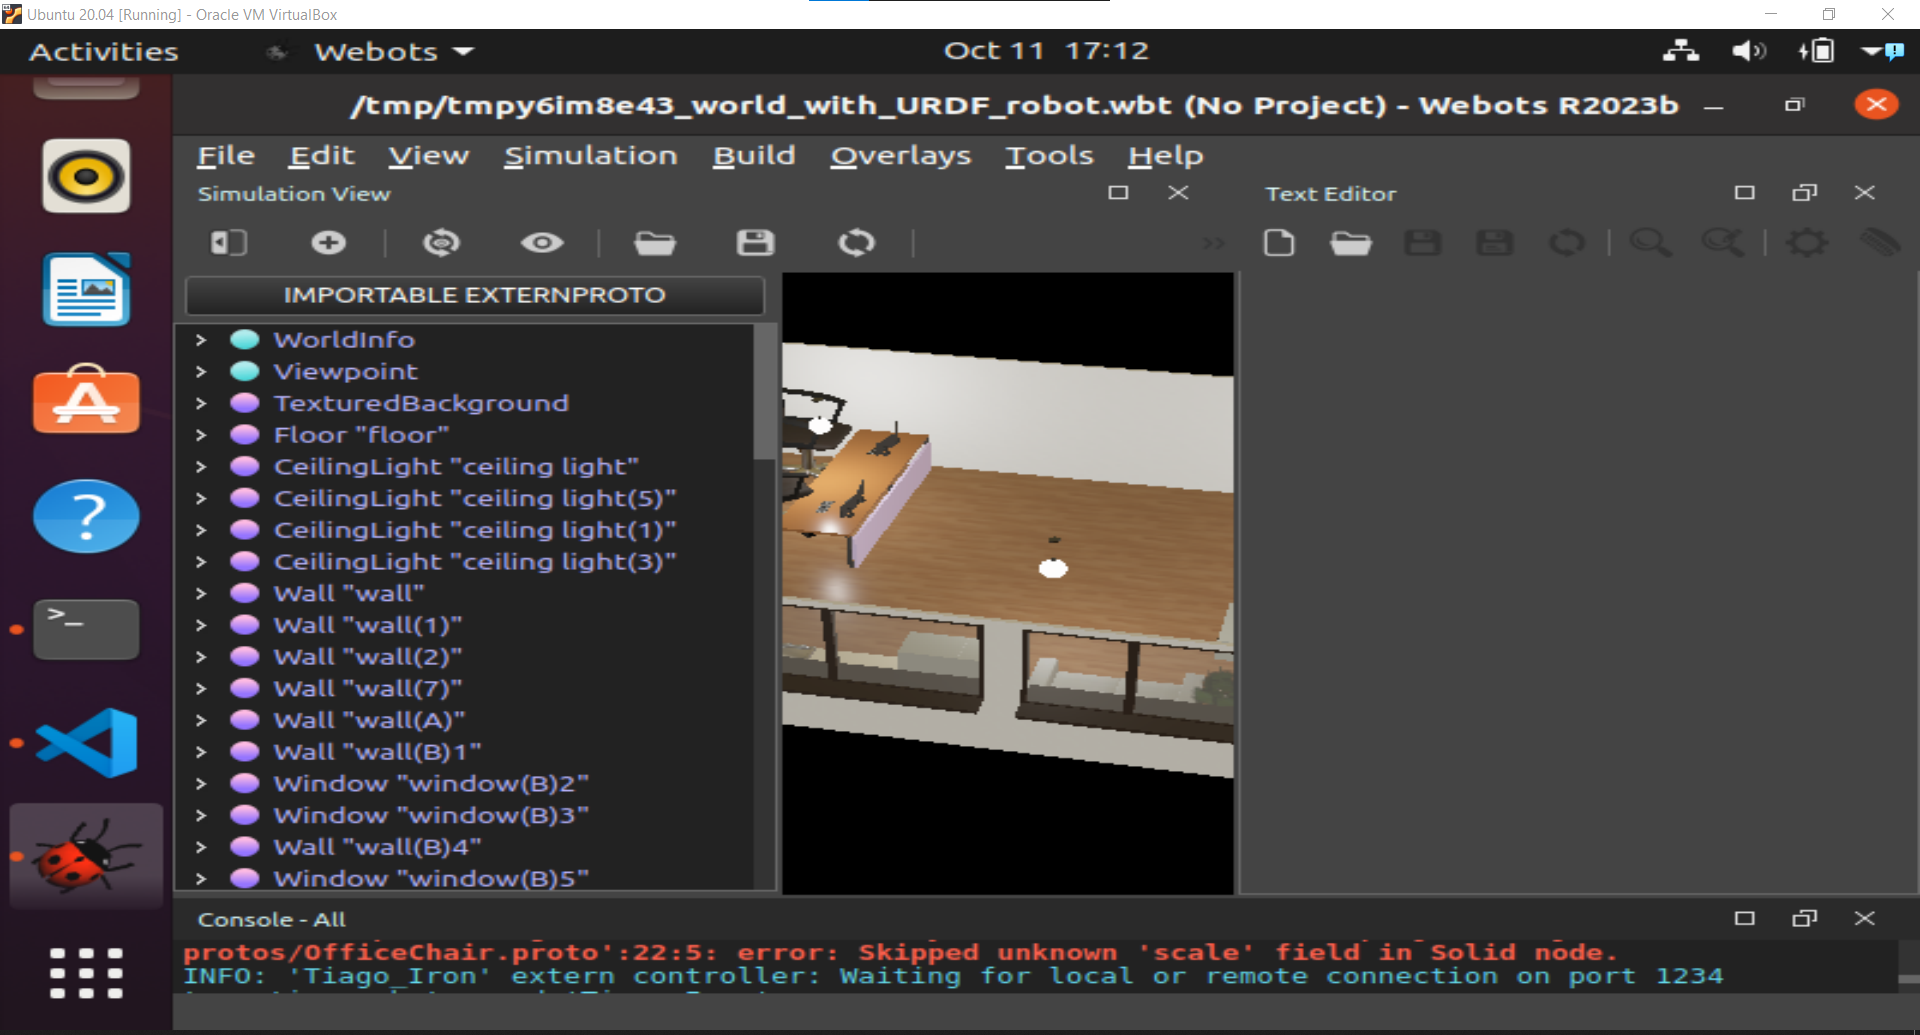 Ubuntu 20.04 [Running] - Oracle VM VirtualBox
Activities Webots Oct 11 17:12
/tmp/tmpy6im8e43_world_with_URDF_robot.wbt (No Project) - Webots R2023b
File Edit View Simulation Build Overlays Tools Help
Simulation View Text Editor
IMPORTABLE EXTERNPROTO
WorldInfo
Viewpoint
TexturedBackground
Floor "floor"
CeilingLight "ceiling light"
CeilingLight "ceiling light(5)"
CeilingLight "ceiling light(1)"
CeilingLight "ceiling light(3)"
Wall "wall"
Wall "wall(1)"
Wall "wall(2)"
Wall "wall(7)"
Wall "wall(A)"
Wall "wall(B)1"
Window "window(B)2"
Window "window(B)3"
Wall "wall(B)4"
Window "window(B)5"
Console - All
protos/OfficeChair.proto':22:5: error: Skipped unknown 'scale' field in Solid node.
INFO: 'Tiago_Iron' extern controller: Waiting for local or remote connection on port 1234